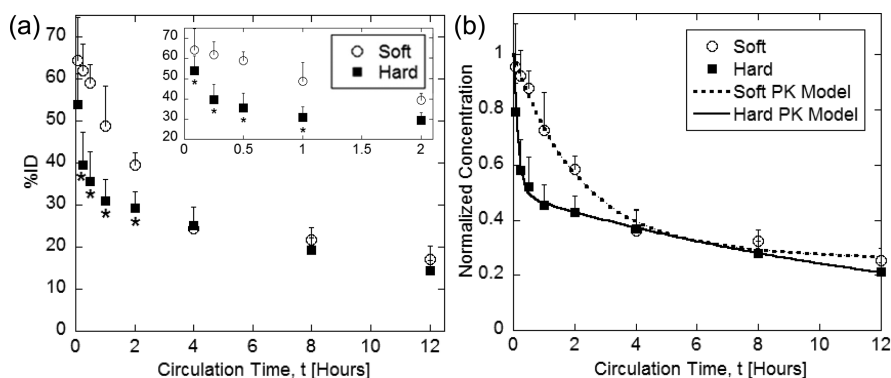 (a)
70
60
50
40
30
20
10
0
%ID
0 2 4 6 8 10 12
Circulation Time, t [Hours]
70
60
50
40
30
20
10
0 0.5 1 1.5 2
Soft
Hard
* * * *
* * * *
(b)
1
0.8
0.6
0.4
0.2
0
Normalized Concentration
0 2 4 6 8 10 12
Circulation Time, t [Hours]
Soft
Hard
Soft PK Model
Hard PK Model